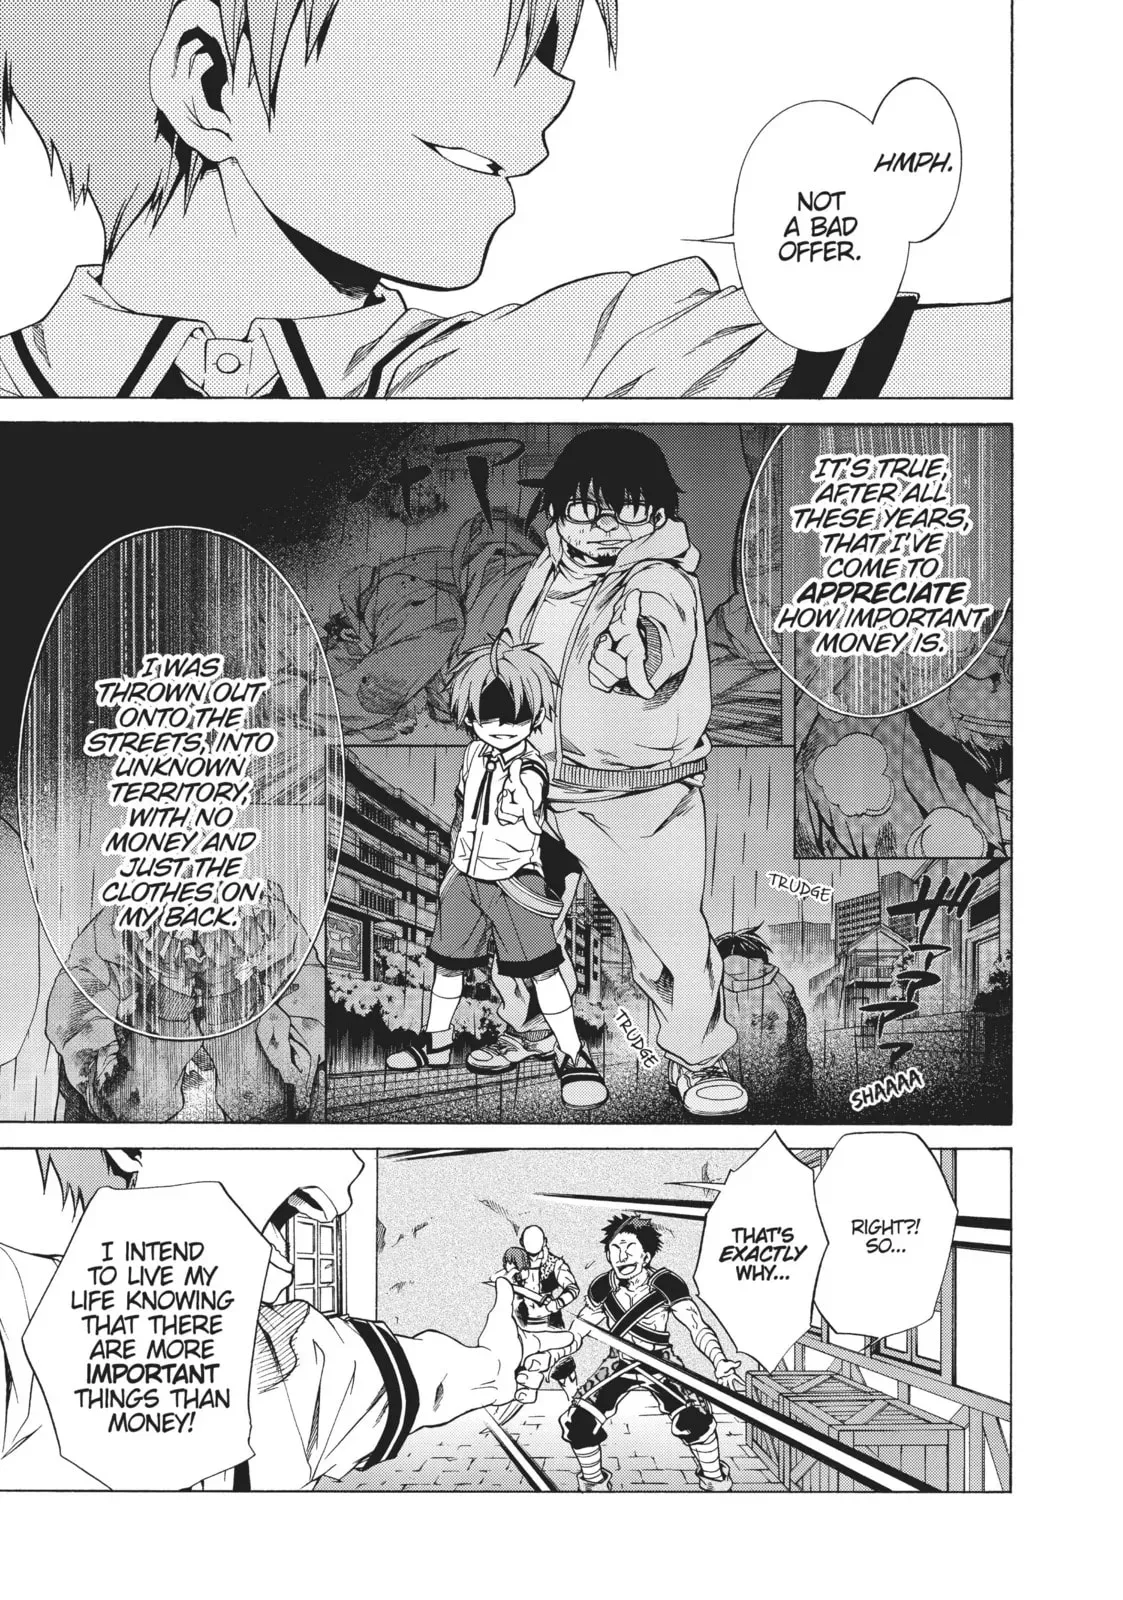 HMPH.
NOT
A BAD
OFFER.
IT'S TRUE,
AFTER ALL
THESE YEARS,
THAT I'VE
COME TO
APPRECIATE
HOW IMPORTANT
MONEY IS.
I WAS
THROWN OUT
ONTO THE
STREETS, INTO
UNKNOWN
TERRITORY,
WITH NO
MONEY AND
JUST THE
CLOTHES ON
MY BACK.
TRUDGE
TRUDGE
SHAAAA
RIGHT?!
SO...
THAT'S
EXACTLY
WHY...
I INTEND
TO LIVE MY
LIFE KNOWING
THAT THERE
ARE MORE
IMPORTANT
THINGS THAN
MONEY!